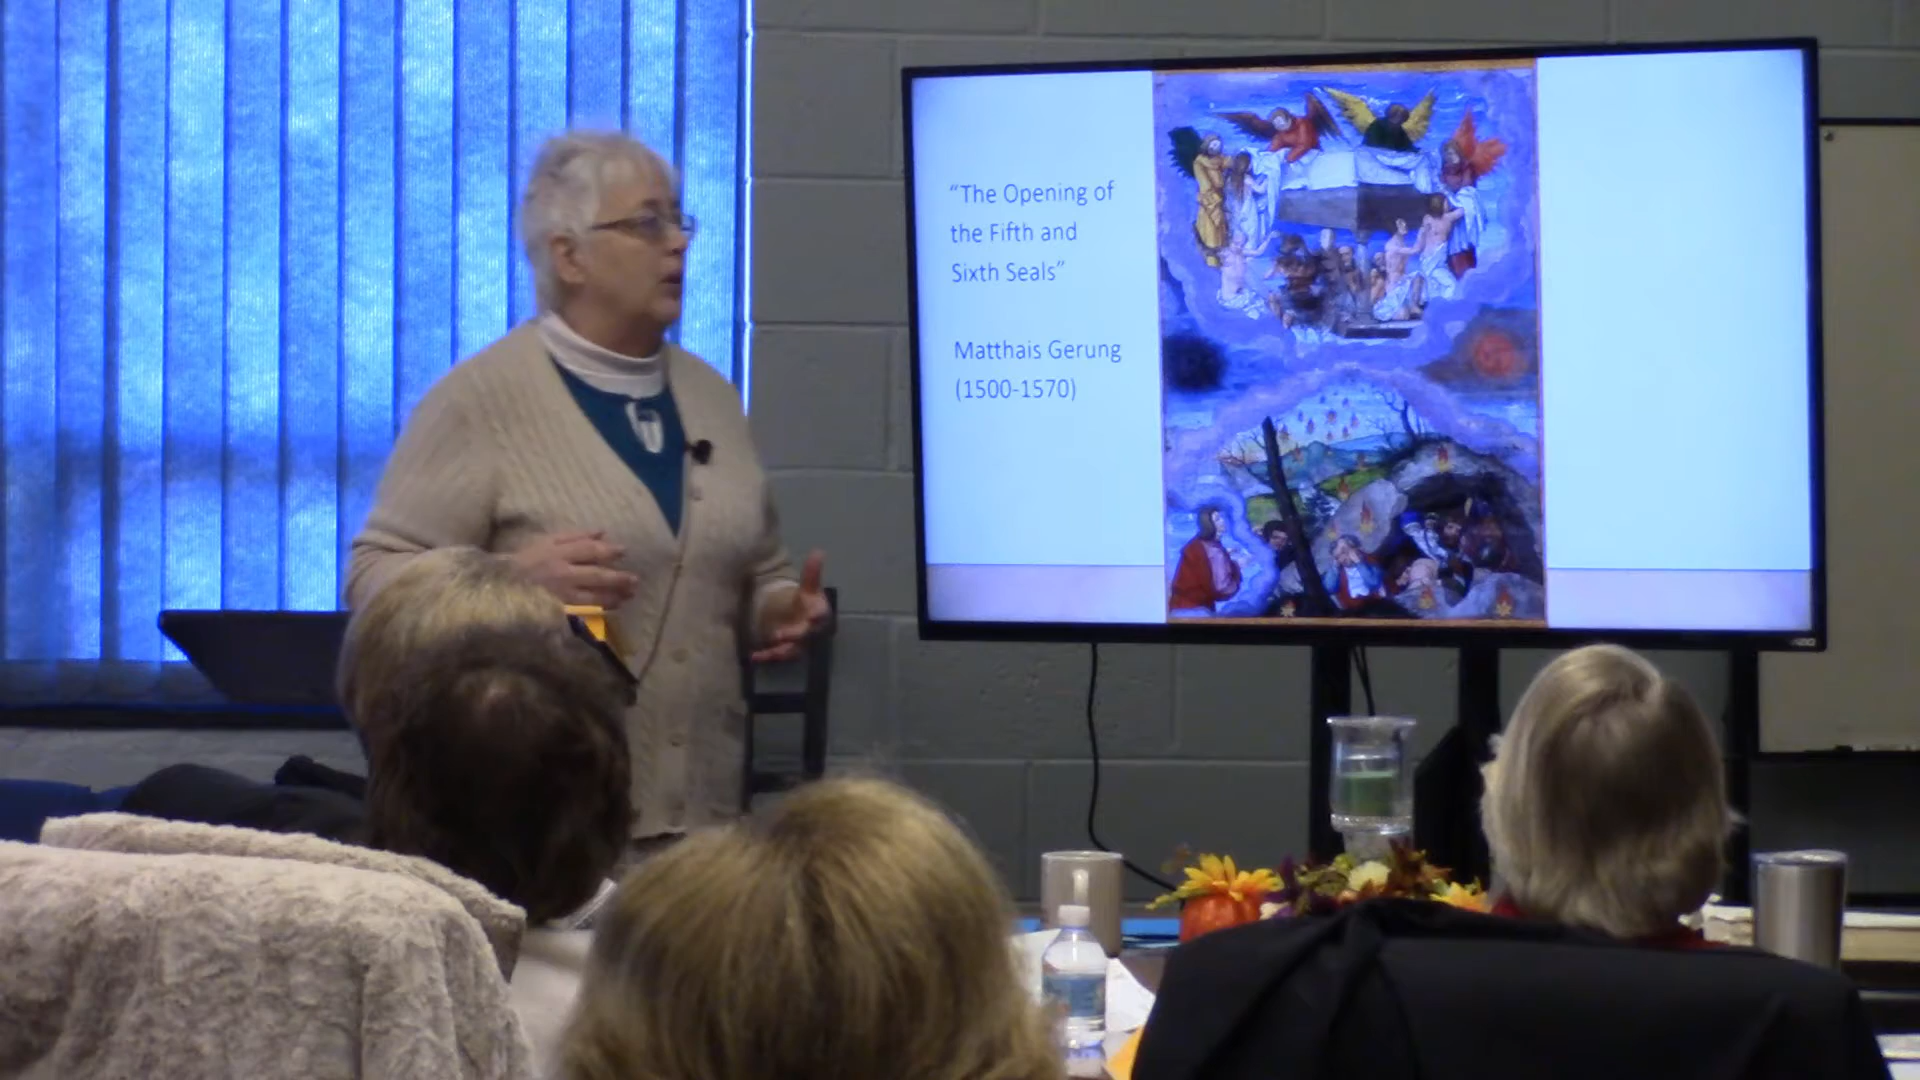 “The Opening of
the Fifth and
Sixth Seals”
Matthais Gerung
(1500-1570)